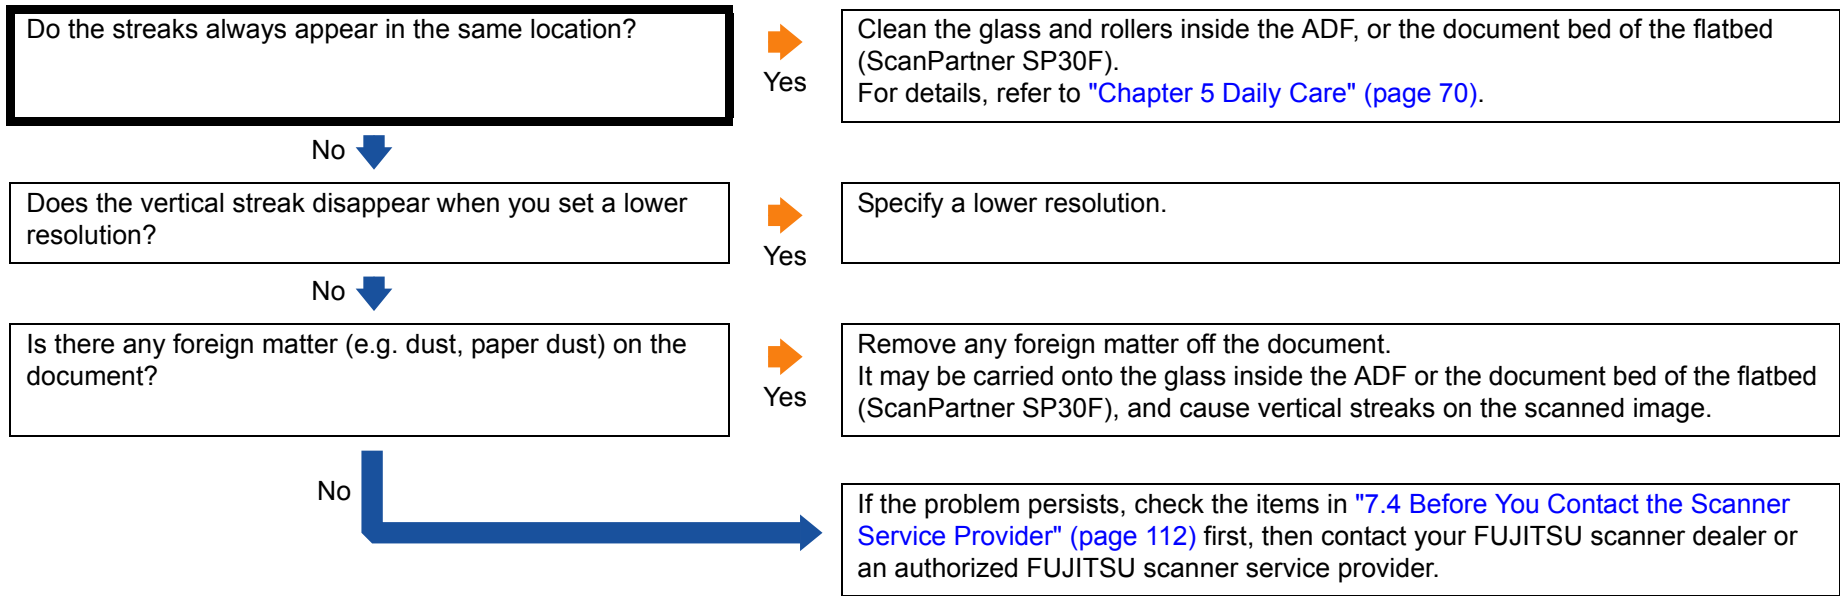 Do the streaks always appear in the same location?
Yes
Clean the glass and rollers inside the ADF, or the document bed of the flatbed
(ScanPartner SP30F).
For details, refer to "Chapter 5 Daily Care" (page 70).
No
Does the vertical streak disappear when you set a lower
resolution?
Yes
Specify a lower resolution.
No
Is there any foreign matter (e.g. dust, paper dust) on the
document?
Yes
Remove any foreign matter off the document.
It may be carried onto the glass inside the ADF or the document bed of the flatbed
(ScanPartner SP30F), and cause vertical streaks on the scanned image.
No
If the problem persists, check the items in "7.4 Before You Contact the Scanner
Service Provider" (page 112) first, then contact your FUJITSU scanner dealer or
an authorized FUJITSU scanner service provider.